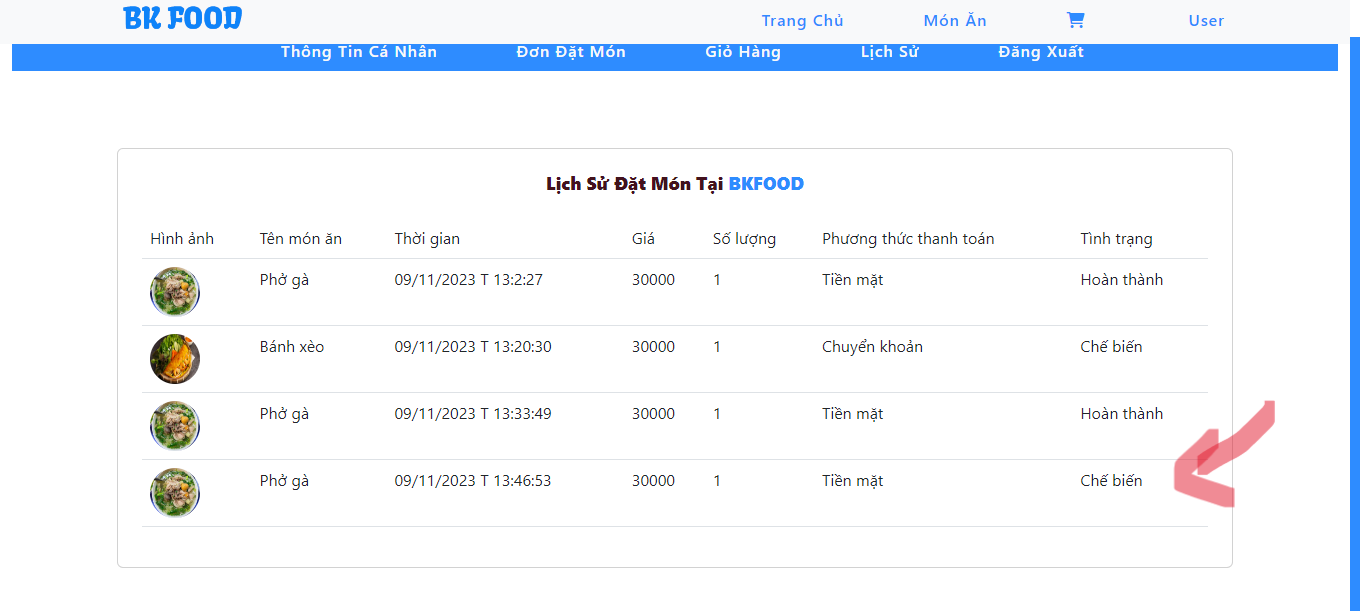 BK FOOD Trang Chủ Món Ăn User
Thông Tin Cá Nhân Đơn Đặt Món Giỏ Hàng Lịch Sử Đăng Xuất
Lịch Sử Đặt Món Tại BKFOOD
Hình ảnh Tên món ăn Thời gian Giá Số lượng Phương thức thanh toán Tình trạng
Phở gà 09/11/2023 T 13:2:27 30000 1 Tiền mặt Hoàn thành
Bánh xèo 09/11/2023 T 13:20:30 30000 1 Chuyển khoản Chế biến
Phở gà 09/11/2023 T 13:33:49 30000 1 Tiền mặt Hoàn thành
Phở gà 09/11/2023 T 13:46:53 30000 1 Tiền mặt Chế biến